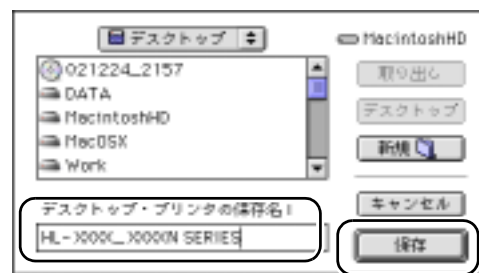 デスクトップ
MacintoshHD
021224_2157
DATA
MacintoshHD
MacOSX
Work
取り出し
デスクトップ
新規
デスクトップ・プリンタの保存名:
HL-XXXX_XXXXN SERIES
キャンセル
保存